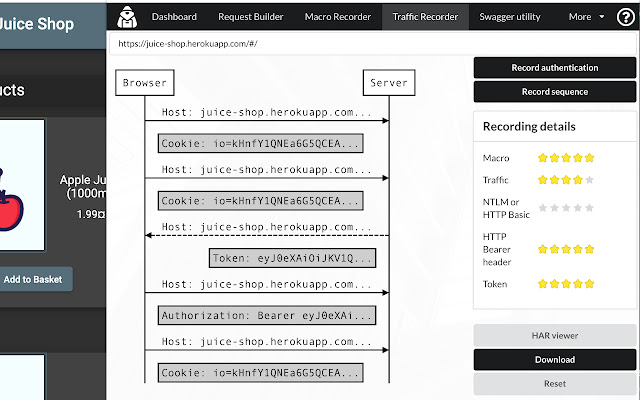 Juice Shop
Dashboard
Request Builder
Macro Recorder
Traffic Recorder
Swagger utility
More
?
https://juice-shop.herokuapp.com/#/
ucts
Apple Ju
(1000m
1.99¤
Add to Basket
Browser
Server
Host: juice-shop.herokuapp.com...
Cookie: io=kHnfY1QNEa6G5QCEA...
Host: juice-shop.herokuapp.com...
Cookie: io=kHnfY1QNEa6G5QCEA...
Host: juice-shop.herokuapp.com...
Token: eyJ0eXAiOiJKV1Q...
Host: juice-shop.herokuapp.com...
Authorization: Bearer eyJ0eXAi...
Host: juice-shop.herokuapp.com...
Cookie: io=kHnfY1QNEa6G5QCEA...
Record authentication
Record sequence
Recording details
Macro
Traffic
NTLM or
HTTP Basic
HTTP
Bearer
header
Token
HAR viewer
Download
Reset